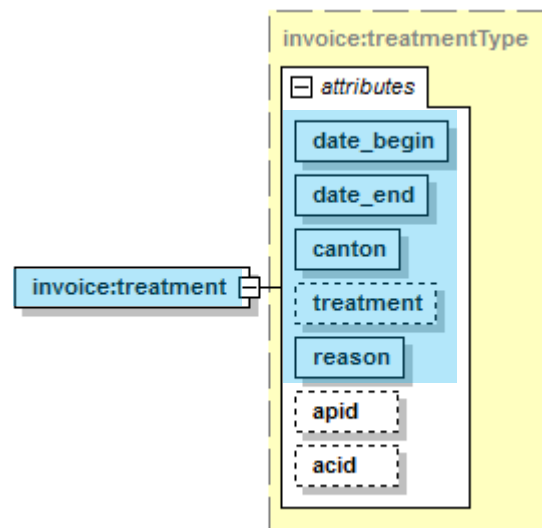 invoice:treatmentType
attributes
date_begin
date_end
canton
invoice:treatment
treatment
reason
apid
acid